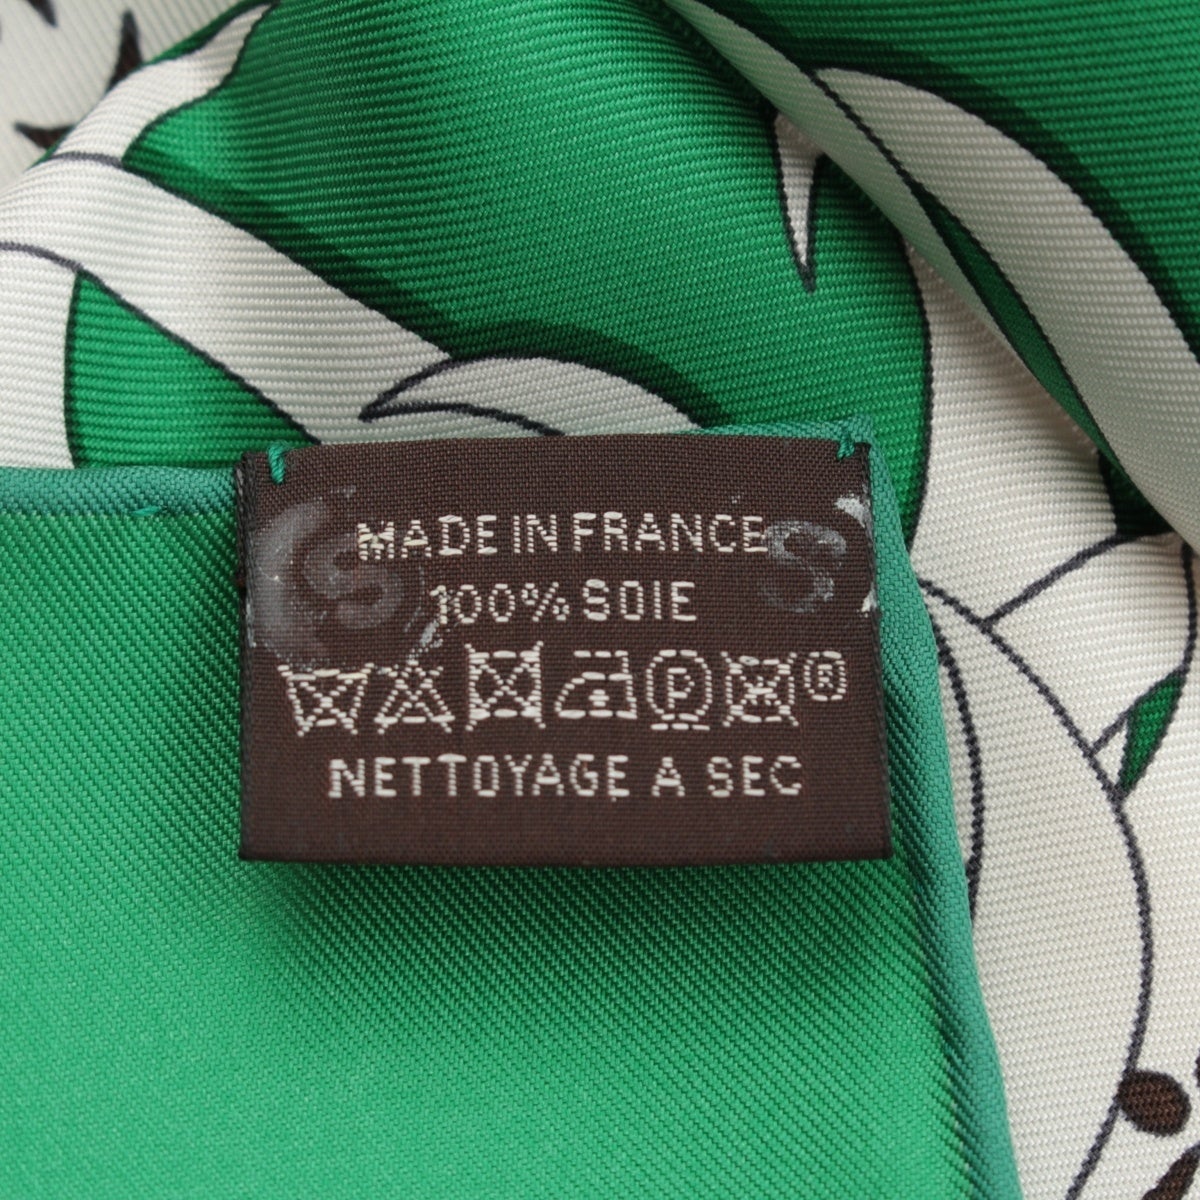 MADE IN FRANCE
100% SOIE
P ®
NETTOYAGE A SEC
S S